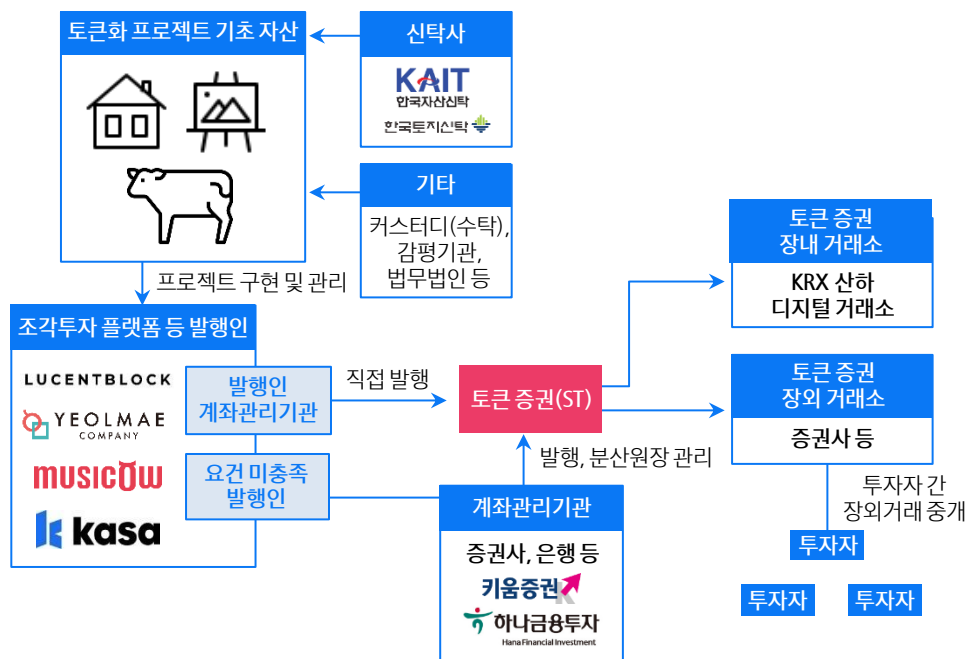 토큰화 프로젝트 기초 자산
신탁사
KAIT
한국자산신탁
한국토지신탁
기타
커스터디(수탁),
감평기관,
법무법인 등
프로젝트 구현 및 관리
조각투자 플랫폼 등 발행인
LUCENTBLOCK
YEOLMAE
COMPANY
musicow
kasa
발행인
계좌관리기관
요건 미충족
발행인
직접 발행
토큰 증권(ST)
발행, 분산원장 관리
계좌관리기관
증권사, 은행 등
키움증권
하나금융투자
Hana Financial Investment
토큰 증권
장내 거래소
KRX 산하
디지털 거래소
토큰 증권
장외 거래소
증권사 등
투자자 간
장외거래 중개
투자자
투자자
투자자